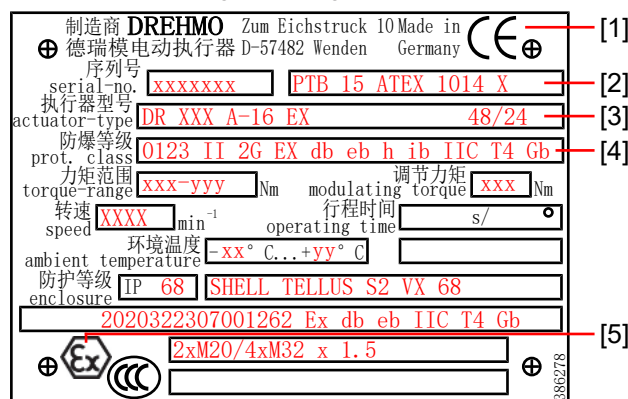 制造商 DREHMO Zum Eichstruck 10 Made in CE [1]
德瑞模电动执行器 D-57482 Wenden Germany
序列号
serial-no. xxxxxxx PTB 15 ATEX 1014 X [2]
执行器型号
actuator-type DR XXX A-16 EX 48/24 [3]
防爆等级
prot. class 0123 II 2G EX db eb h ib IIC T4 Gb [4]
力矩范围 调节力矩
torque-range xxx-yyy Nm modulating torque xxx Nm
转速 行程时间
speed XXXX min⁻¹ operating time s/ °
环境温度
ambient temperature -xx° C...+yy° C
防护等级
enclosure IP 68 SHELL TELLUS S2 VX 68
2020322307001262 Ex db eb IIC T4 Gb
Ex [5]
CCC 2xM20/4xM32 x 1.5
386278